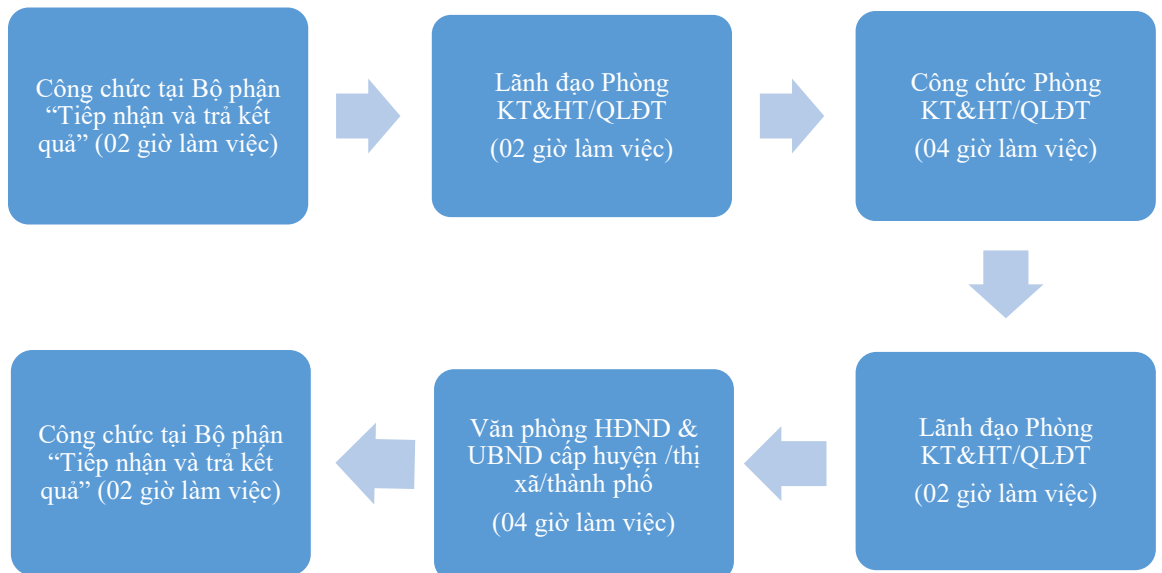 Công chức tại Bộ phận
“Tiếp nhận và trả kết
quả” (02 giờ làm việc)
Lãnh đạo Phòng
KT&HT/QLĐT
(02 giờ làm việc)
Công chức Phòng
KT&HT/QLĐT
(04 giờ làm việc)
Lãnh đạo Phòng
KT&HT/QLĐT
(02 giờ làm việc)
Văn phòng HĐND &
UBND cấp huyện /thị
xã/thành phố
(04 giờ làm việc)
Công chức tại Bộ phận
“Tiếp nhận và trả kết
quả” (02 giờ làm việc)